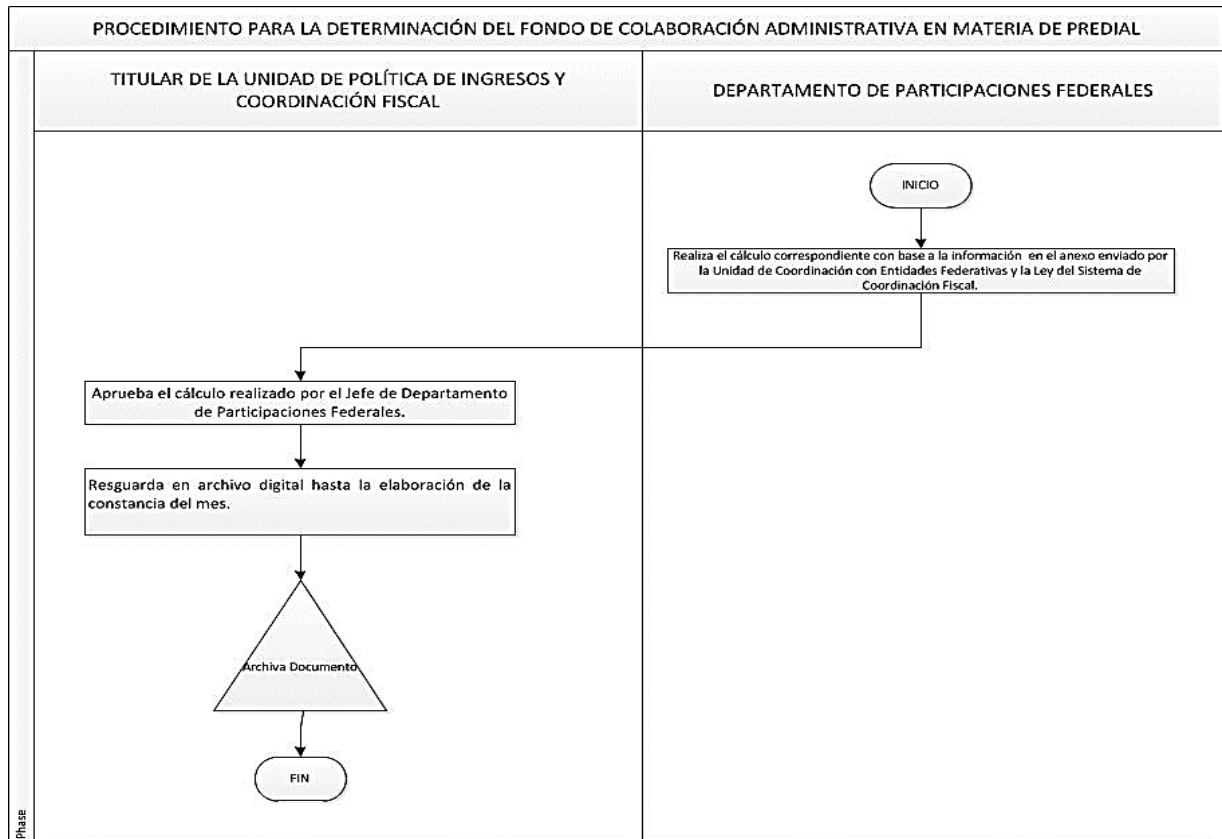 PROCEDIMIENTO PARA LA DETERMINACIÓN DEL FONDO DE COLABORACIÓN ADMINISTRATIVA EN MATERIA DE PREDIAL
TITULAR DE LA UNIDAD DE POLÍTICA DE INGRESOS Y
COORDINACIÓN FISCAL
DEPARTAMENTO DE PARTICIPACIONES FEDERALES
INICIO
Realiza el cálculo correspondiente con base a la información en el anexo enviado por
la Unidad de Coordinación con Entidades Federativas y la Ley del Sistema de
Coordinación Fiscal.
Aprueba el cálculo realizado por el Jefe de Departamento
de Participaciones Federales.
Resguarda en archivo digital hasta la elaboración de la
constancia del mes.
Archiva Documento
FIN
Phase